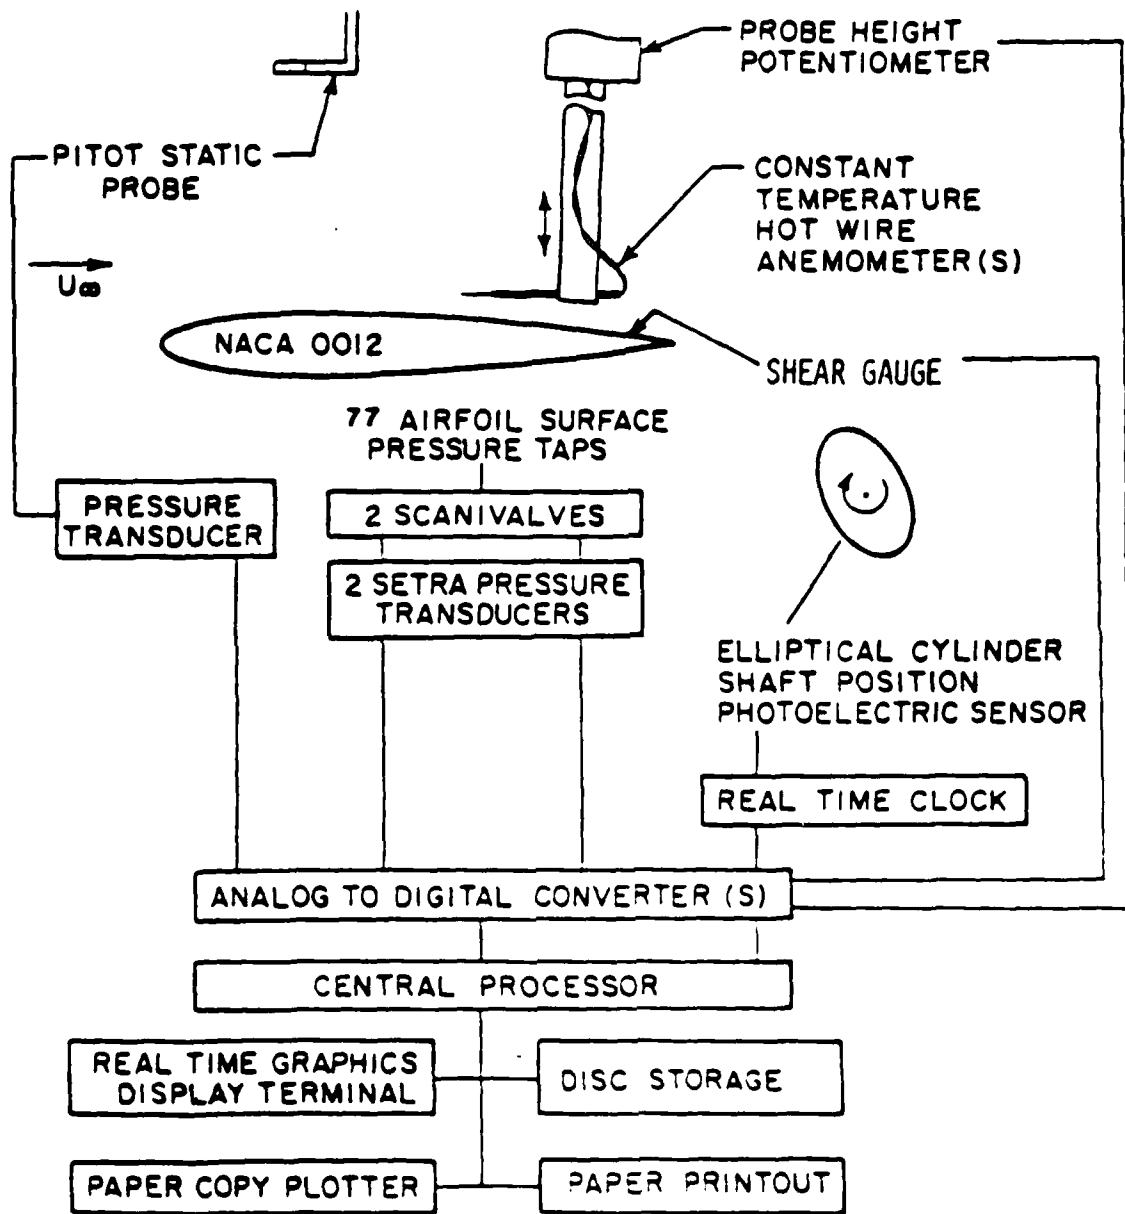 PROBE HEIGHT
POTENTIOMETER
PITOT STATIC
PROBE
CONSTANT
TEMPERATURE
HOT WIRE
ANEMOMETER(S)
U∞
NACA 0012
SHEAR GAUGE
77 AIRFOIL SURFACE
PRESSURE TAPS
PRESSURE
TRANSDUCER
2 SCANIVALVES
2 SETRA PRESSURE
TRANSDUCERS
ELLIPTICAL CYLINDER
SHAFT POSITION
PHOTOELECTRIC SENSOR
REAL TIME CLOCK
ANALOG TO DIGITAL CONVERTER (S)
CENTRAL PROCESSOR
REAL TIME GRAPHICS
DISPLAY TERMINAL
DISC STORAGE
PAPER COPY PLOTTER
PAPER PRINTOUT